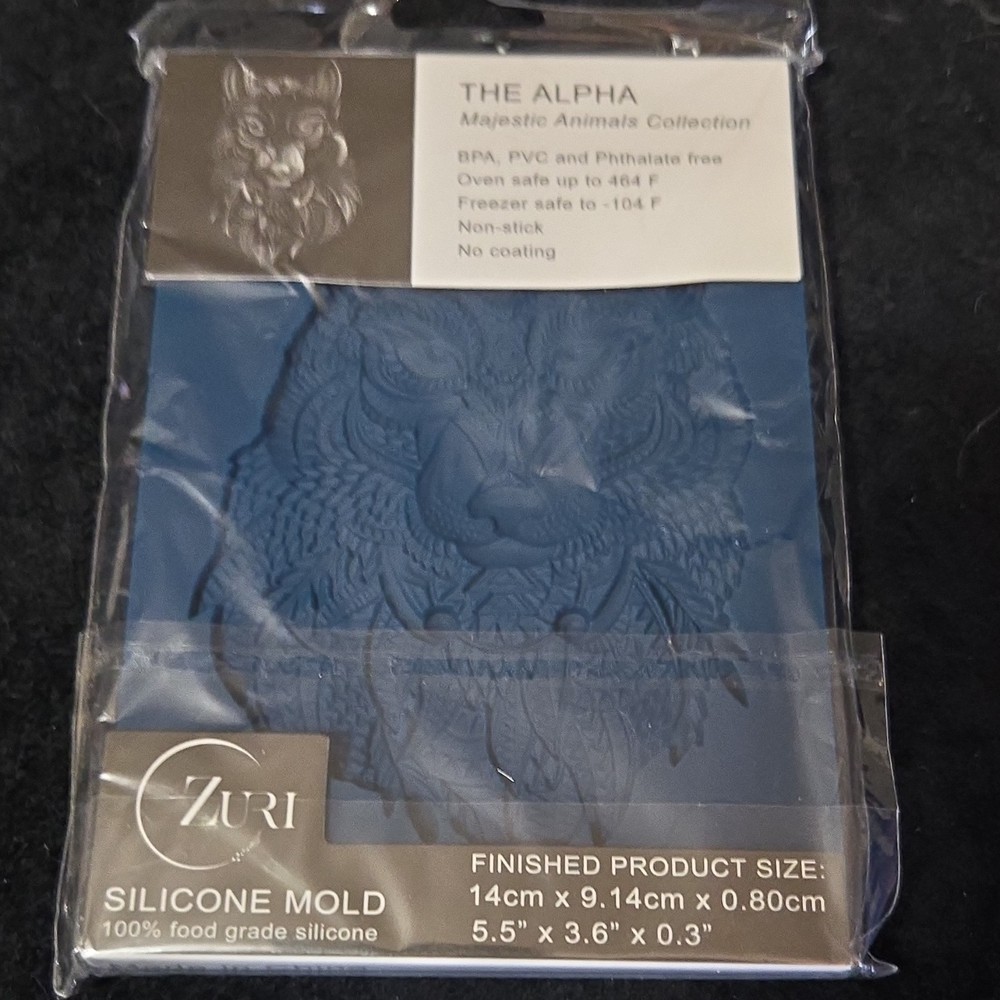 THE ALPHA
Majestic Animals Collection
BPA, PVC and Phthalate free
Oven safe up to 464 F
Freezer safe to -104 F
Non-stick
No coating
ZURI
SILICONE MOLD
100% food grade silicone
FINISHED PRODUCT SIZE:
14cm x 9.14cm x 0.80cm
5.5" x 3.6" x 0.3"